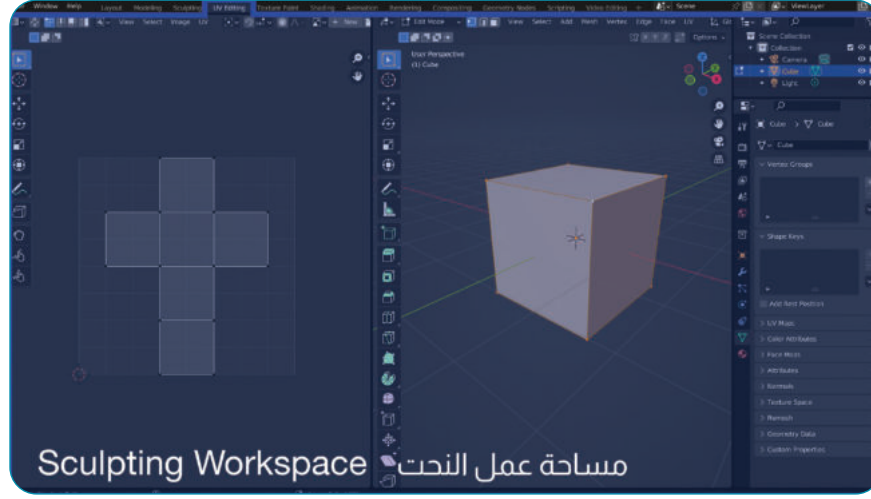 Window Help Layout Modeling Sculpting UV Editing Texture Paint Shading Animation Rendering Compositing Geometry Nodes Scripting Video Editing + Scene ViewLayer
View Select Image UV New Edit Mode View Select Add Mesh Vertex Edge Face UV
Options
User Perspective
(1) Cube
Scene Collection
Collection
Camera
Cube
Light
Cube > Cube
Cube
Vertex Groups
Shape Keys
Add Rest Position
UV Maps
Color Attributes
Face Maps
Attributes
Normals
Texture Space
Remesh
Geometry Data
Custom Properties
Sculpting Workspace مساحة عمل النحت